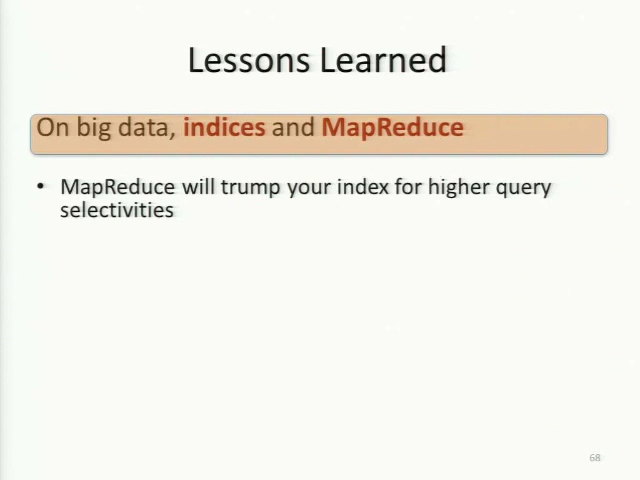 Lessons Learned
On big data, indices and MapReduce
• MapReduce will trump your index for higher query
selectivities
68